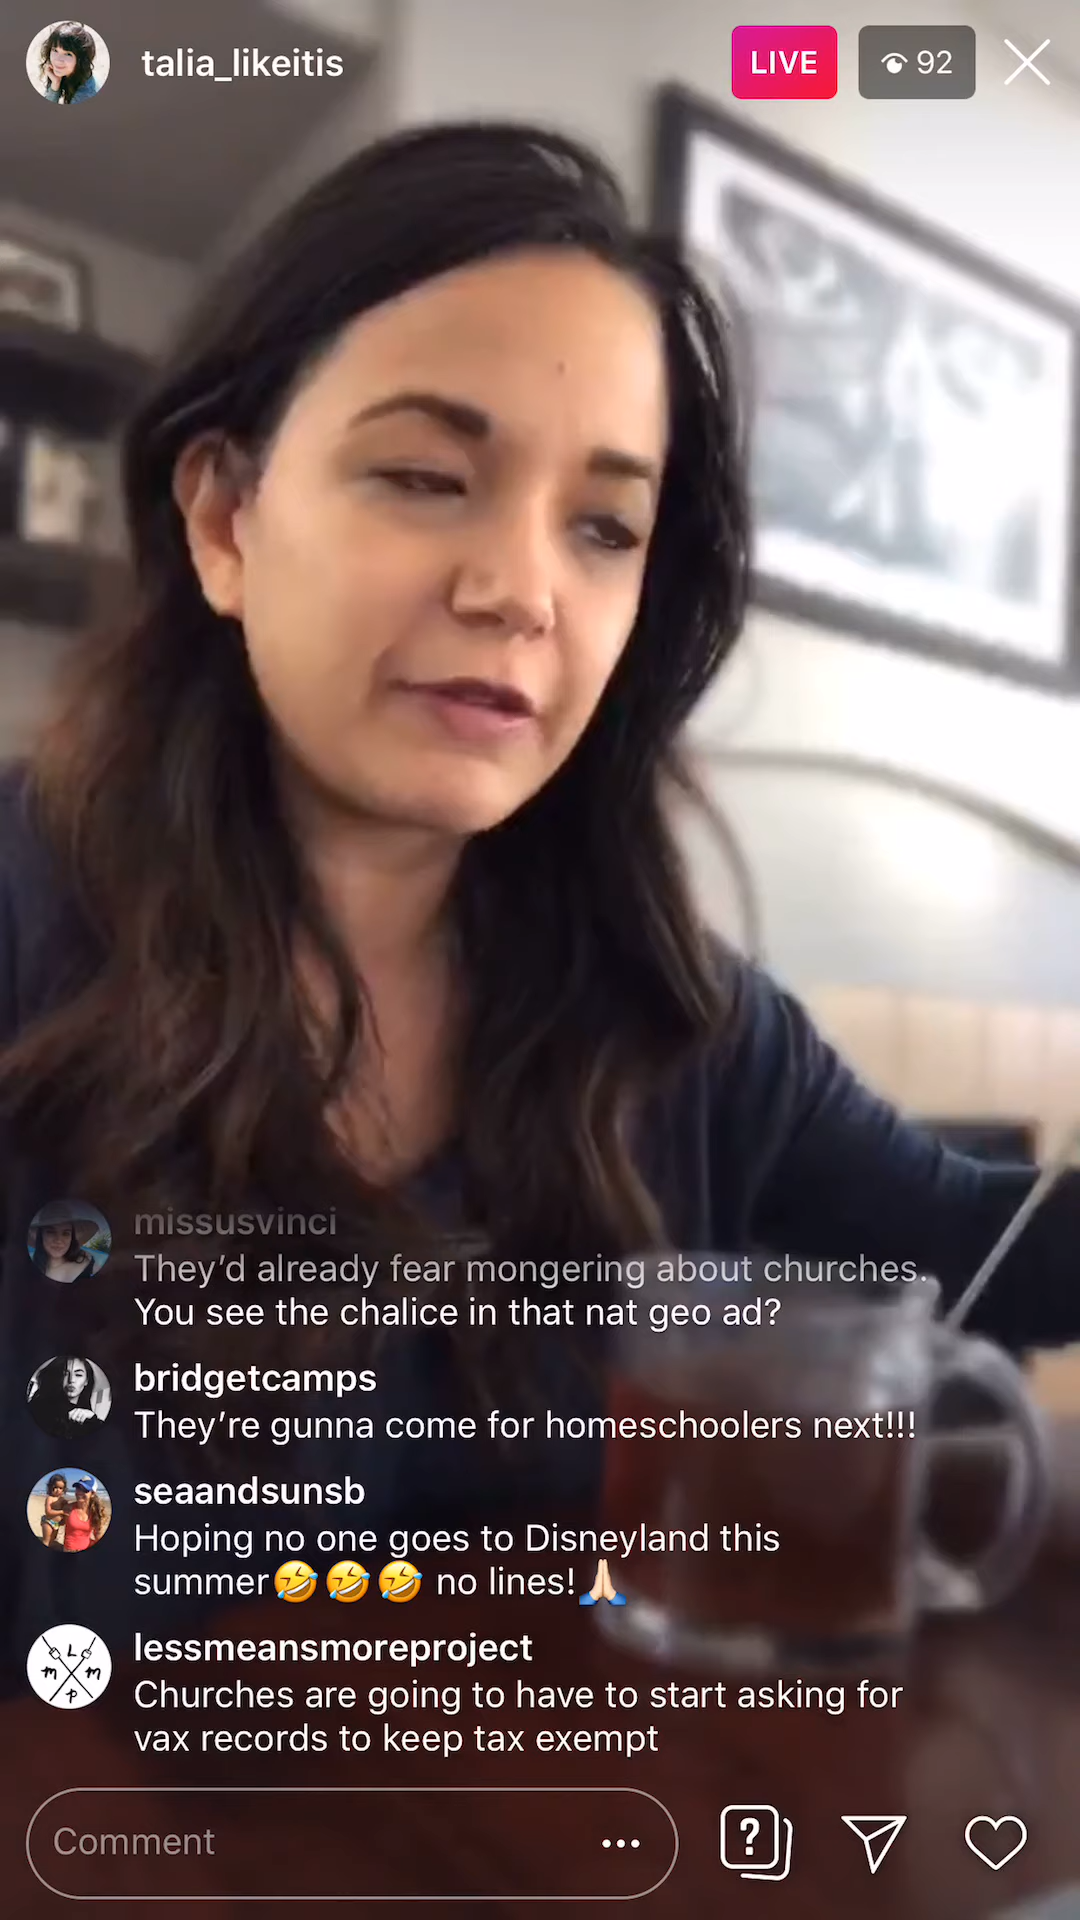 talia_likeitis
LIVE
92
missusvinci
They’d already fear mongering about churches.
You see the chalice in that nat geo ad?
bridgetcamps
They’re gunna come for homeschoolers next!!!
seaandsunsb
Hoping no one goes to Disneyland this
summer🤣🤣🤣 no lines!🙏🏻
L
m m
P
lessmeansmoreproject
Churches are going to have to start asking for
vax records to keep tax exempt
Comment
?